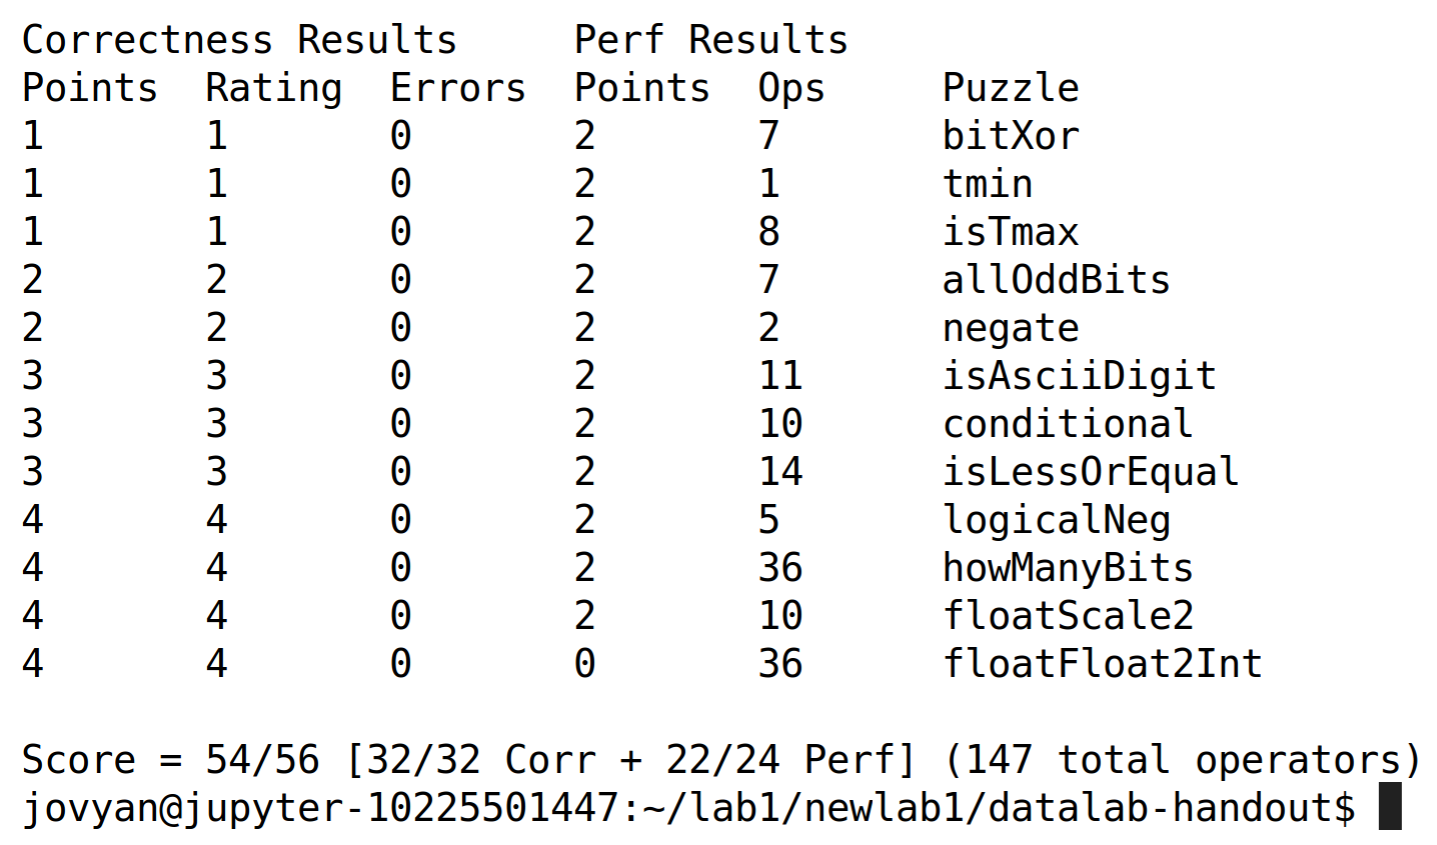 Correctness Results     Perf Results
Points  Rating  Errors  Points  Ops     Puzzle
1       1       0       2       7       bitXor
1       1       0       2       1       tmin
1       1       0       2       8       isTmax
2       2       0       2       7       allOddBits
2       2       0       2       2       negate
3       3       0       2       11      isAsciiDigit
3       3       0       2       10      conditional
3       3       0       2       14      isLessOrEqual
4       4       0       2       5       logicalNeg
4       4       0       2       36      howManyBits
4       4       0       2       10      floatScale2
4       4       0       0       36      floatFloat2Int

Score = 54/56 [32/32 Corr + 22/24 Perf] (147 total operators)
jovyan@jupyter-10225501447:~/lab1/newlab1/datalab-handout$